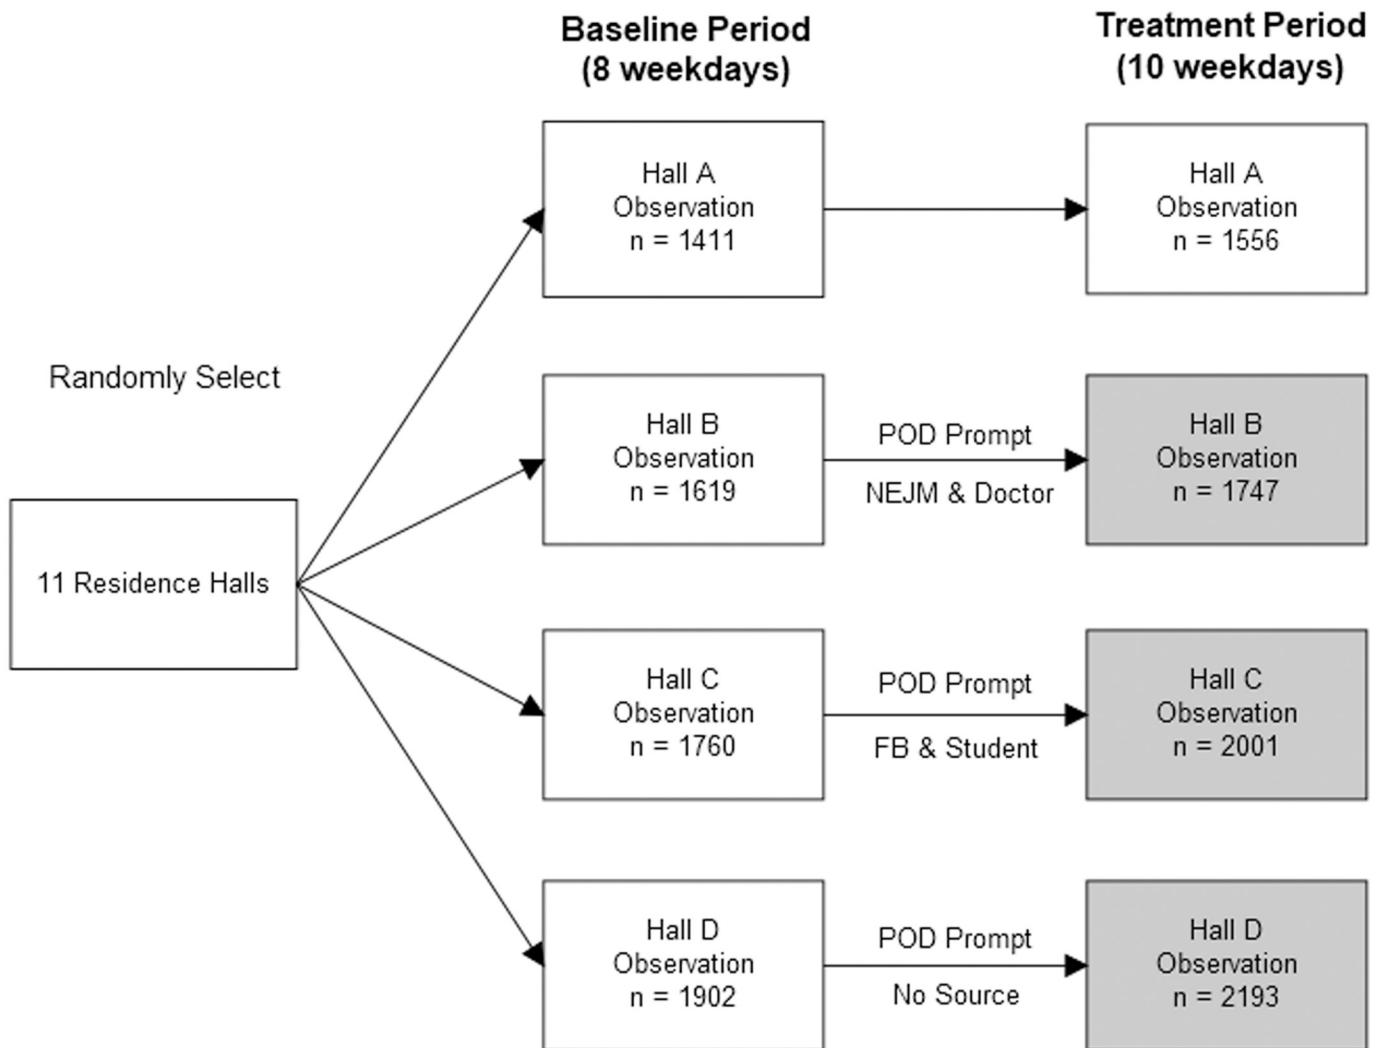 Baseline Period
(8 weekdays)
Treatment Period
(10 weekdays)
Hall A
Observation
n = 1411
Hall A
Observation
n = 1556
Randomly Select
Hall B
Observation
n = 1619
POD Prompt
NEJM & Doctor
Hall B
Observation
n = 1747
11 Residence Halls
Hall C
Observation
n = 1760
POD Prompt
FB & Student
Hall C
Observation
n = 2001
Hall D
Observation
n = 1902
POD Prompt
No Source
Hall D
Observation
n = 2193